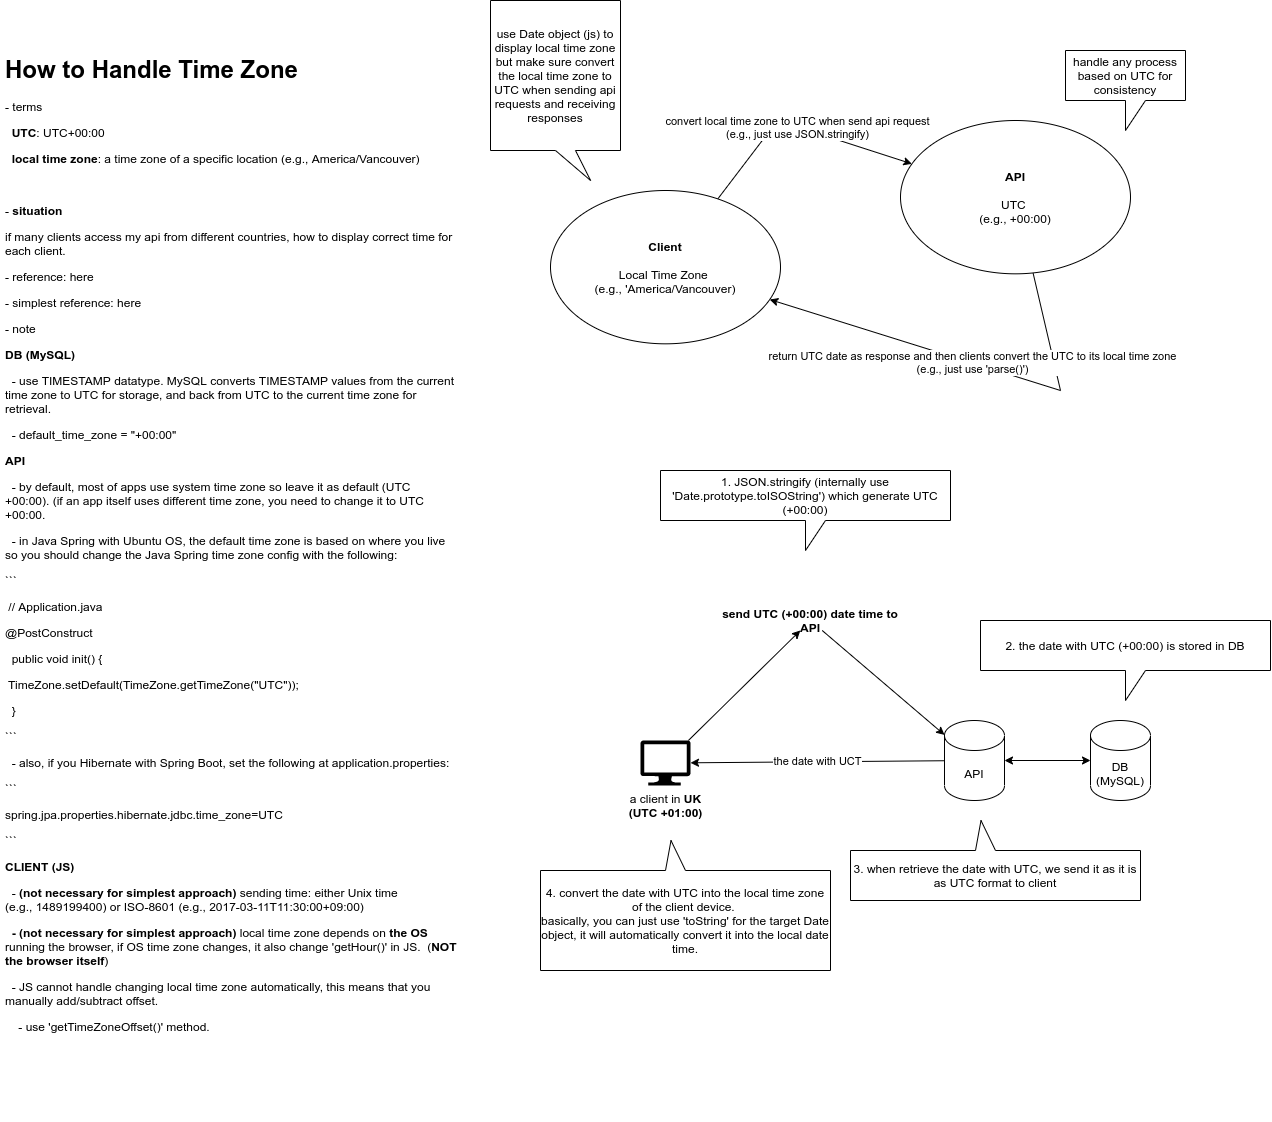 How to Handle Time Zone
- terms
UTC: UTC+00:00
local time zone: a time zone of a specific location (e.g., America/Vancouver)
- situation
if many clients access my api from different countries, how to display correct time for
each client.
- reference: here
- simplest reference: here
- note
DB (MySQL)
- use TIMESTAMP datatype. MySQL converts TIMESTAMP values from the current
time zone to UTC for storage, and back from UTC to the current time zone for
retrieval.
- default_time_zone = "+00:00"
API
- by default, most of apps use system time zone so leave it as default (UTC
+00:00). (if an app itself uses different time zone, you need to change it to UTC
+00:00.
- in Java Spring with Ubuntu OS, the default time zone is based on where you live
so you should change the Java Spring time zone config with the following:
```
// Application.java
@PostConstruct
public void init() {
TimeZone.setDefault(TimeZone.getTimeZone("UTC"));
}
```
- also, if you Hibernate with Spring Boot, set the following at application.properties:
```
spring.jpa.properties.hibernate.jdbc.time_zone=UTC
```
CLIENT (JS)
- (not necessary for simplest approach) sending time: either Unix time
(e.g., 1489199400) or ISO-8601 (e.g., 2017-03-11T11:30:00+09:00)
- (not necessary for simplest approach) local time zone depends on the OS
running the browser, if OS time zone changes, it also change 'getHour()' in JS. (NOT
the browser itself)
- JS cannot handle changing local time zone automatically, this means that you
manually add/subtract offset.
- use 'getTimeZoneOffset()' method.
use Date object (js) to
display local time zone
but make sure convert
the local time zone to
UTC when sending api
requests and receiving
responses
handle any process
based on UTC for
consistency
convert local time zone to UTC when send api request
(e.g., just use JSON.stringify)
API
UTC
(e.g., +00:00)
Client
Local Time Zone
(e.g., 'America/Vancouver)
return UTC date as response and then clients convert the UTC to its local time zone
(e.g., just use 'parse()')
1. JSON.stringify (internally use
'Date.prototype.toISOString') which generate UTC
(+00:00)
send UTC (+00:00) date time to
API
2. the date with UTC (+00:00) is stored in DB
the date with UCT
API
DB
(MySQL)
a client in UK
(UTC +01:00)
3. when retrieve the date with UTC, we send it as it is
as UTC format to client
4. convert the date with UTC into the local time zone
of the client device.
basically, you can just use 'toString' for the target Date
object, it will automatically convert it into the local date
time.